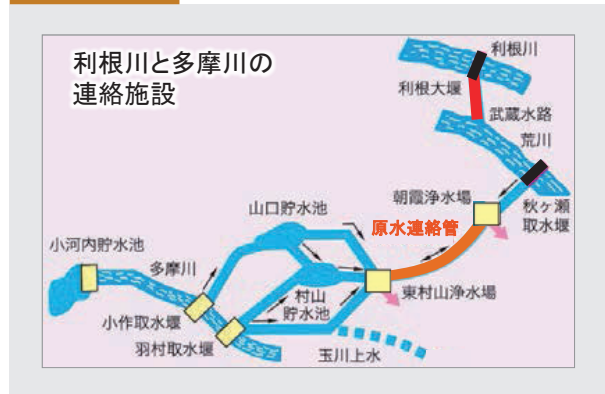 利根川と多摩川の
連絡施設
利根川
利根大堰
武蔵水路
荒川
朝霞浄水場
秋ヶ瀬
取水堰
山口貯水池
原水連絡管
小河内貯水池
多摩川
東村山浄水場
村山
貯水池
小作取水堰
羽村取水堰
玉川上水